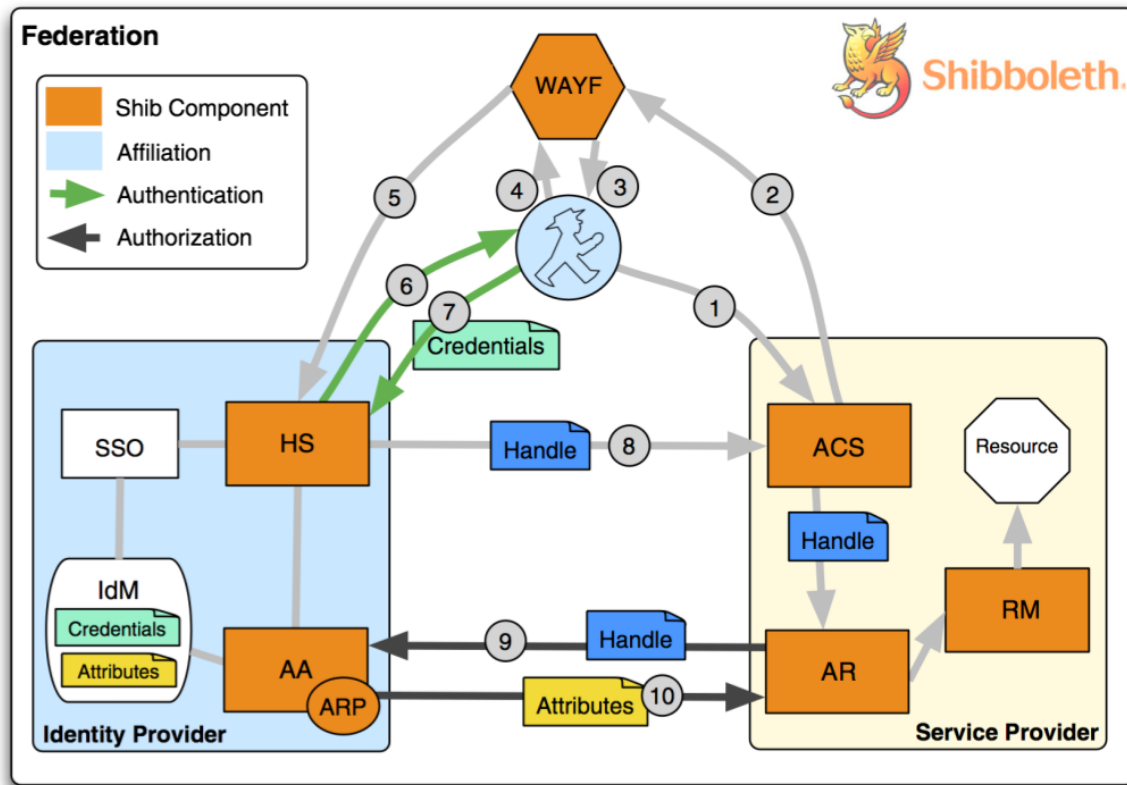 Federation
Shibboleth.
Shib Component
Affiliation
Authentication
Authorization
WAYF
5
4
3
2
6
7
1
Credentials
SSO
HS
Handle
8
ACS
Resource
Handle
IdM
Credentials
Attributes
AA
ARP
9
Handle
Attributes
10
AR
RM
Identity Provider
Service Provider